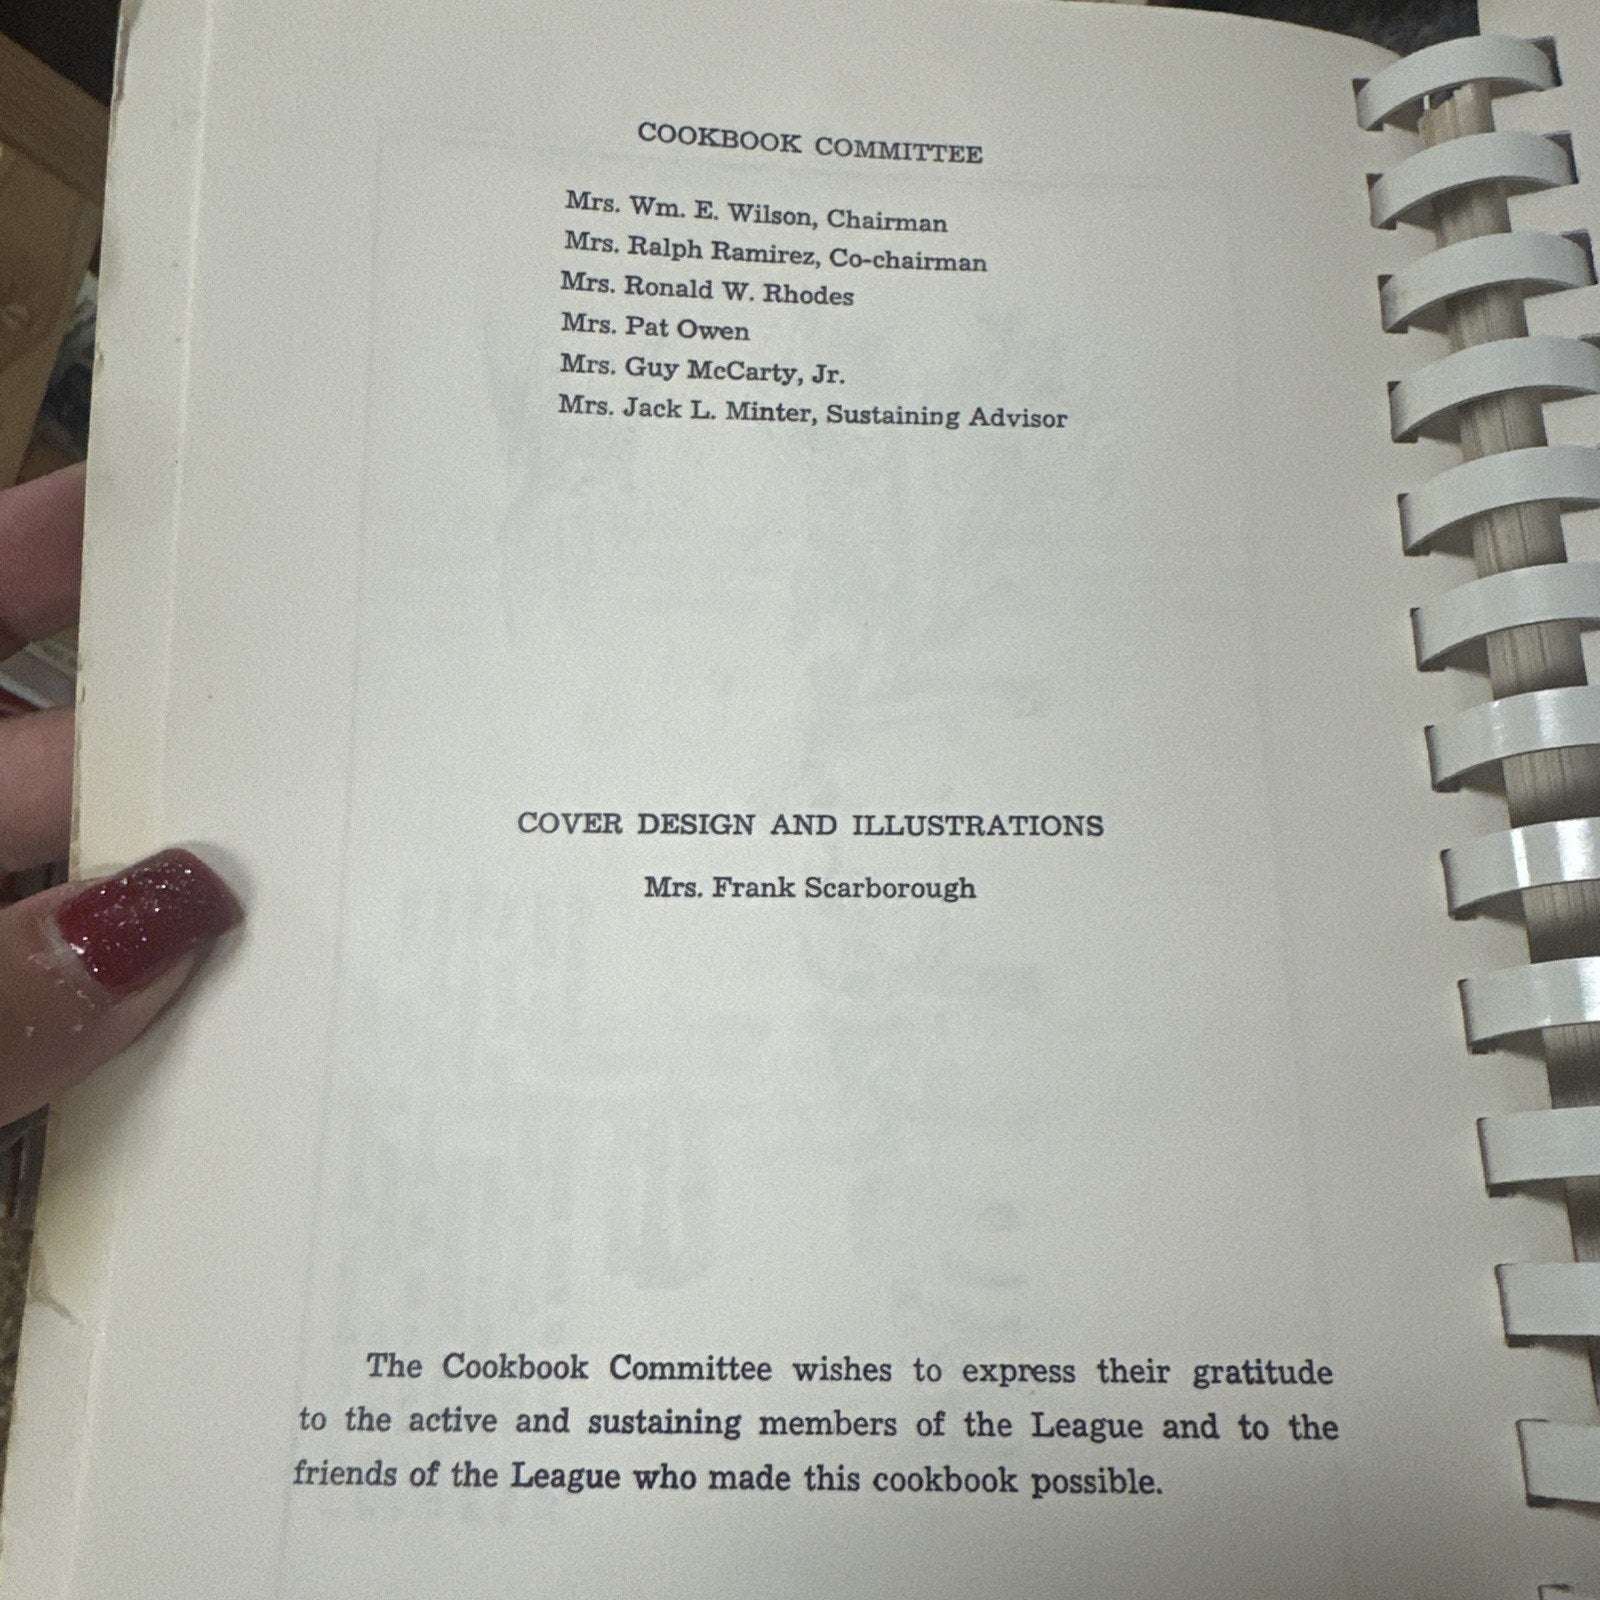 COOKBOOK COMMITTEE
Mrs. Wm. E. Wilson, Chairman
Mrs. Ralph Ramirez, Co-chairman
Mrs. Ronald W. Rhodes
Mrs. Pat Owen
Mrs. Guy McCarty, Jr.
Mrs. Jack L. Minter, Sustaining Advisor
COVER DESIGN AND ILLUSTRATIONS
Mrs. Frank Scarborough
The Cookbook Committee wishes to express their gratitude
to the active and sustaining members of the League and to the
friends of the League who made this cookbook possible.